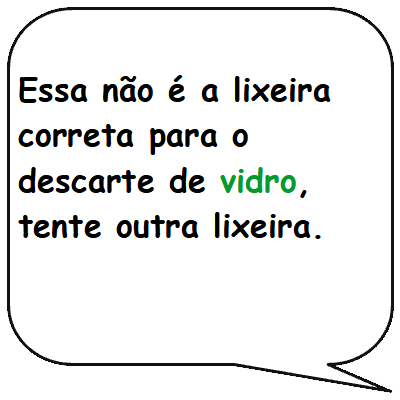 Essa não é a lixeira
correta para o
descarte de vidro,
tente outra lixeira.